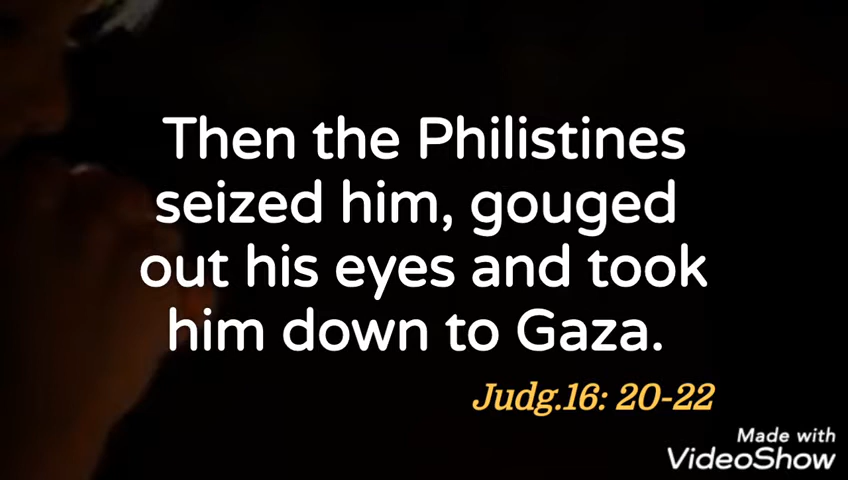 Then the Philistines
seized him, gouged
out his eyes and took
him down to Gaza.
Judg.16: 20-22
Made with
VideoShow